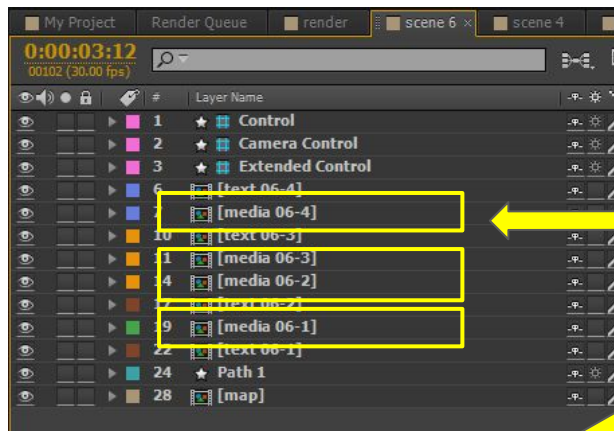 My Project Render Queue render scene 6 × scene 4
0:00:03:12
00102 (30.00 fps)
# Layer Name
1 Control
2 Camera Control
3 Extended Control
6 [text 06-4]
7 [media 06-4]
10 [text 06-3]
11 [media 06-3]
14 [media 06-2]
17 [text 06-2]
19 [media 06-1]
22 [text 06-1]
24 Path 1
28 [map]